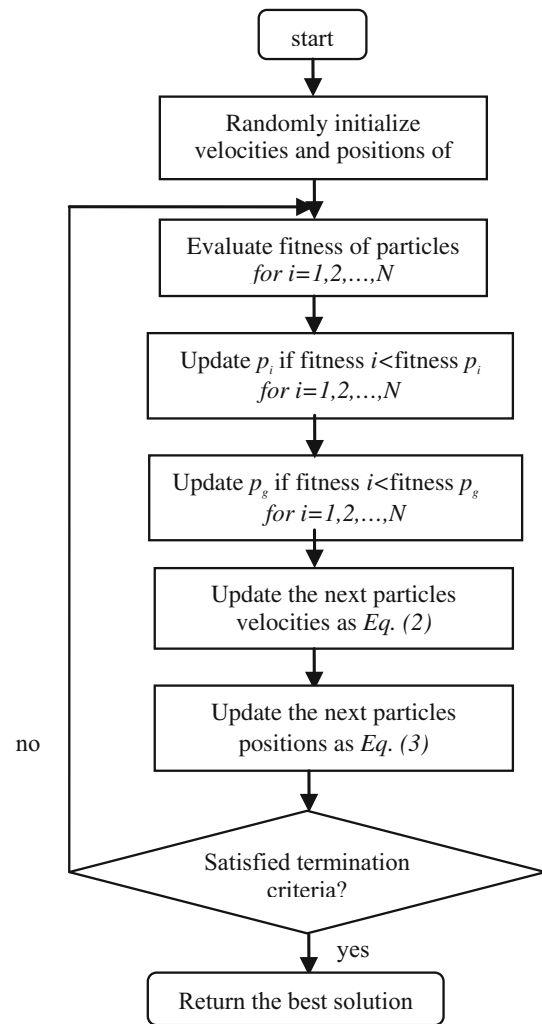 start
Randomly initialize
velocities and positions of
Evaluate fitness of particles
for i=1,2,…,N
Update pᵢ if fitness i<fitness pᵢ
for i=1,2,…,N
Update p_g if fitness i<fitness p_g
for i=1,2,…,N
Update the next particles
velocities as Eq. (2)
Update the next particles
positions as Eq. (3)
no
Satisfied termination
criteria?
yes
Return the best solution